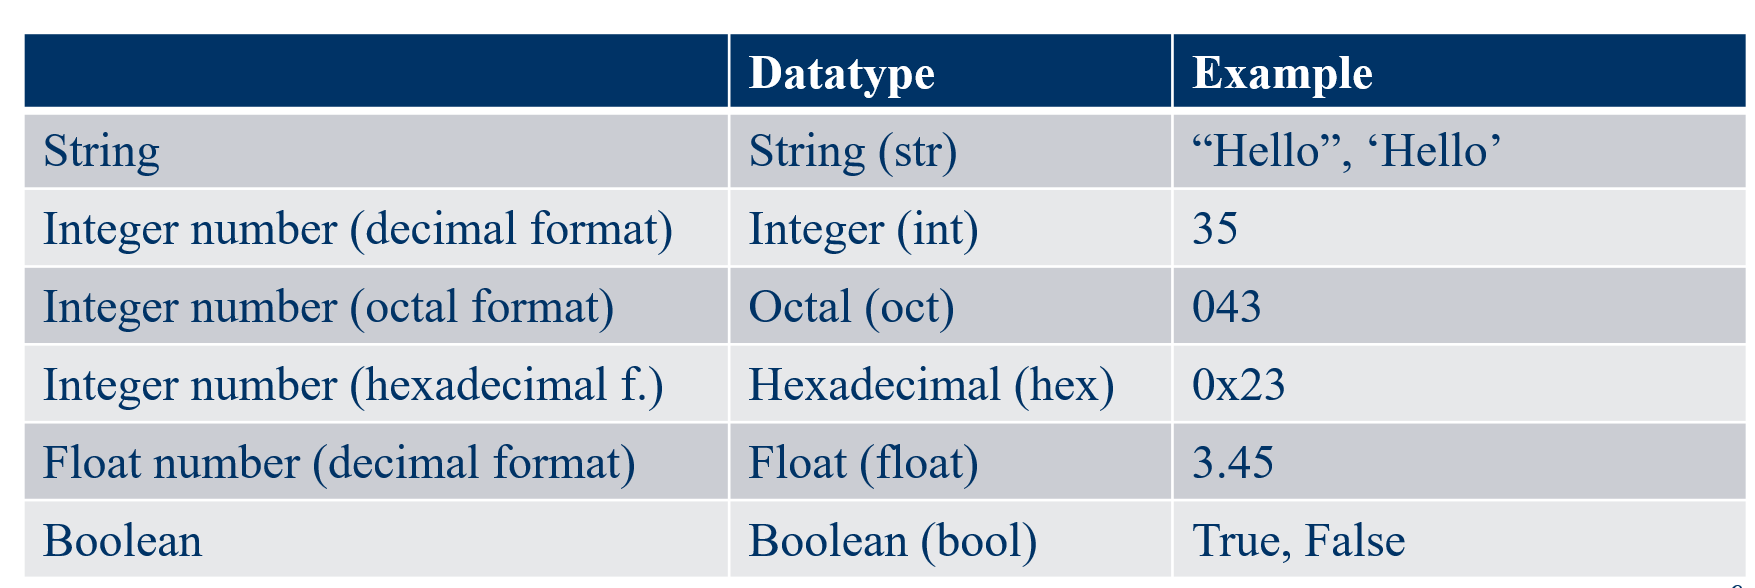 Datatype Example
String String (str) “Hello”, ‘Hello’
Integer number (decimal format) Integer (int) 35
Integer number (octal format) Octal (oct) 043
Integer number (hexadecimal f.) Hexadecimal (hex) 0x23
Float number (decimal format) Float (float) 3.45
Boolean Boolean (bool) True, False